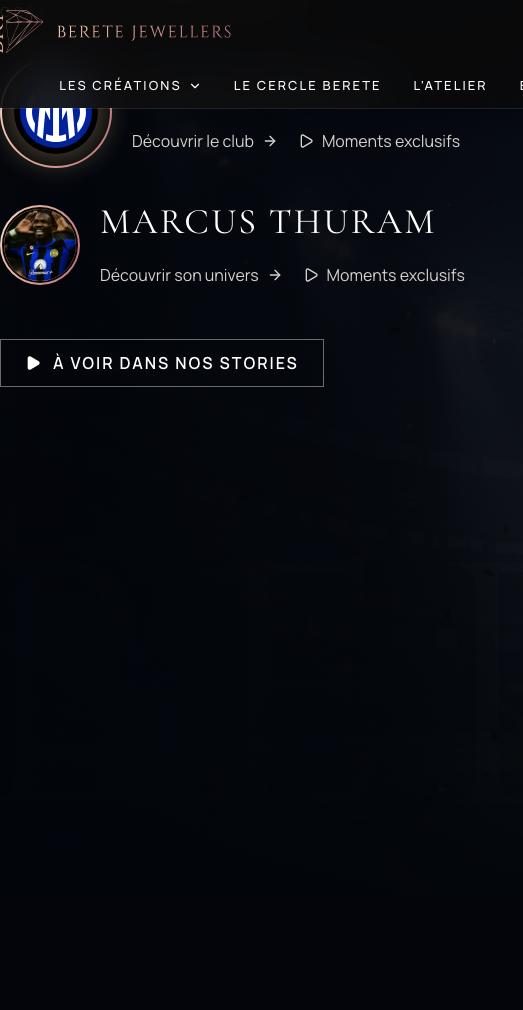 BERETE JEWELLERS
LES CRÉATIONS
LE CERCLE BERETE
L'ATELIER
Découvrir le club → Moments exclusifs
MARCUS THURAM
Découvrir son univers → Moments exclusifs
À VOIR DANS NOS STORIES